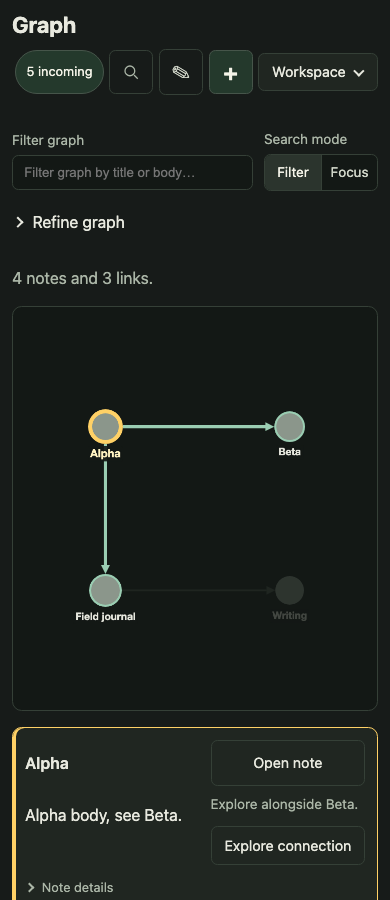 Graph
5 incoming
Workspace
Filter graph
Search mode
Filter graph by title or body...
Filter
Focus
Refine graph
4 notes and 3 links.
Alpha
Beta
Field journal
Writing
Alpha
Open note
Alpha body, see Beta.
Explore alongside Beta.
Explore connection
Note details